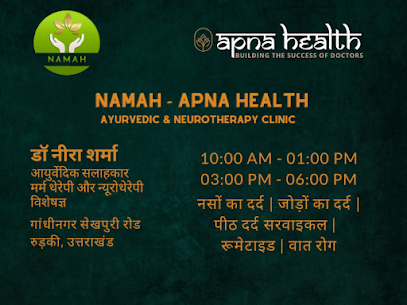 NAMAH
apna health
BUILDING THE SUCCESS OF DOCTORS
NAMAH - APNA HEALTH
AYURVEDIC & NEUROTHERAPY CLINIC
डॉ नीरा शर्मा
आयुर्वेदिक सलाहकार
मर्म थेरेपी और न्यूरोथेरेपी
विशेषज्ञ
गांधीनगर सेखपुरी रोड
रुड़की, उत्तराखंड
10:00 AM - 01:00 PM
03:00 PM - 06:00 PM
नसों का दर्द | जोड़ों का दर्द |
पीठ दर्द सरवाइकल |
रूमेटाइड | वात रोग